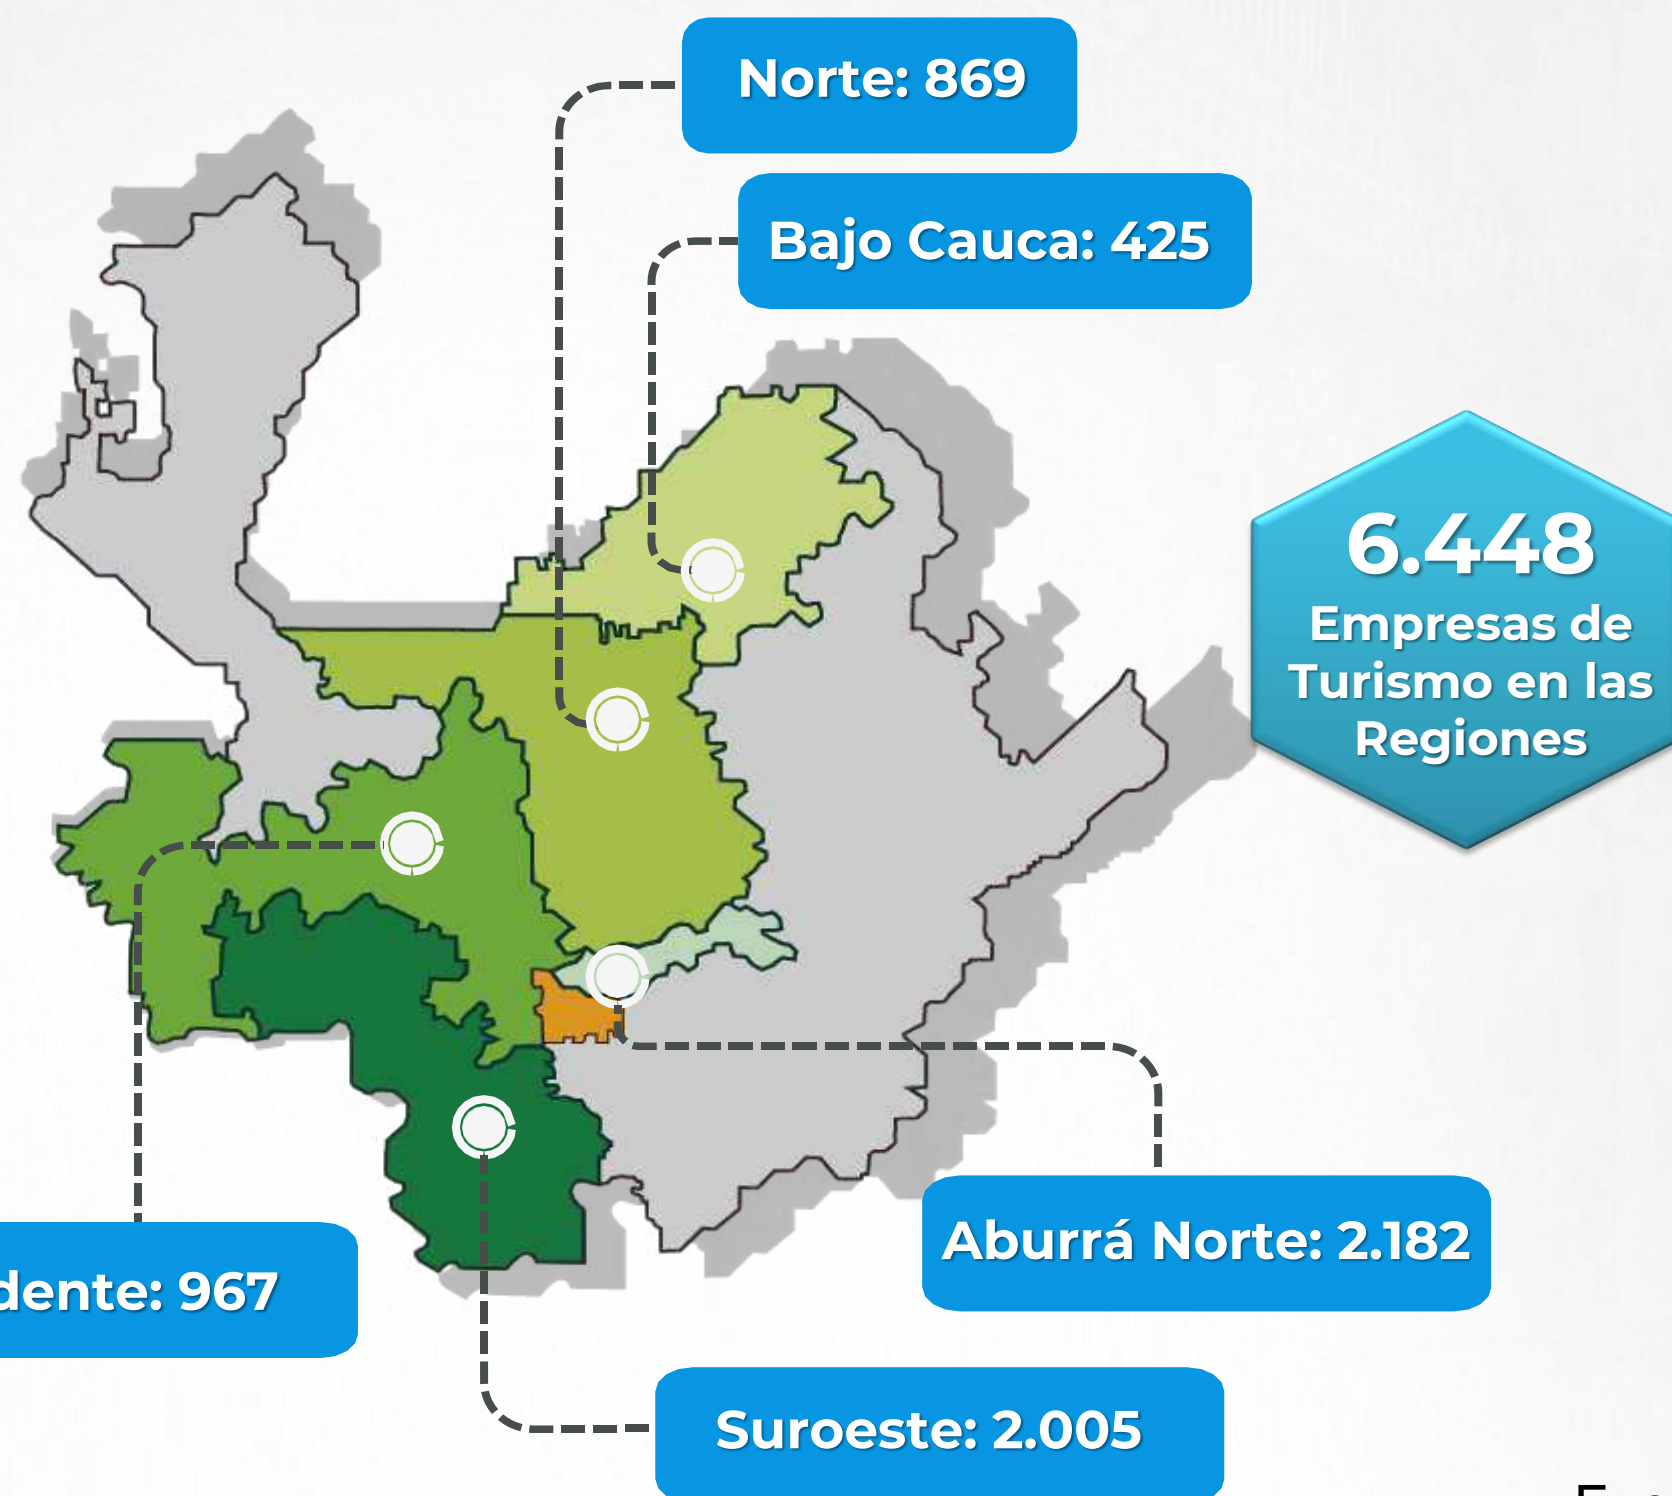 Norte: 869
Bajo Cauca: 425
6.448
Empresas de
Turismo en las
Regiones
Aburrá Norte: 2.182
dente: 967
Suroeste: 2.005